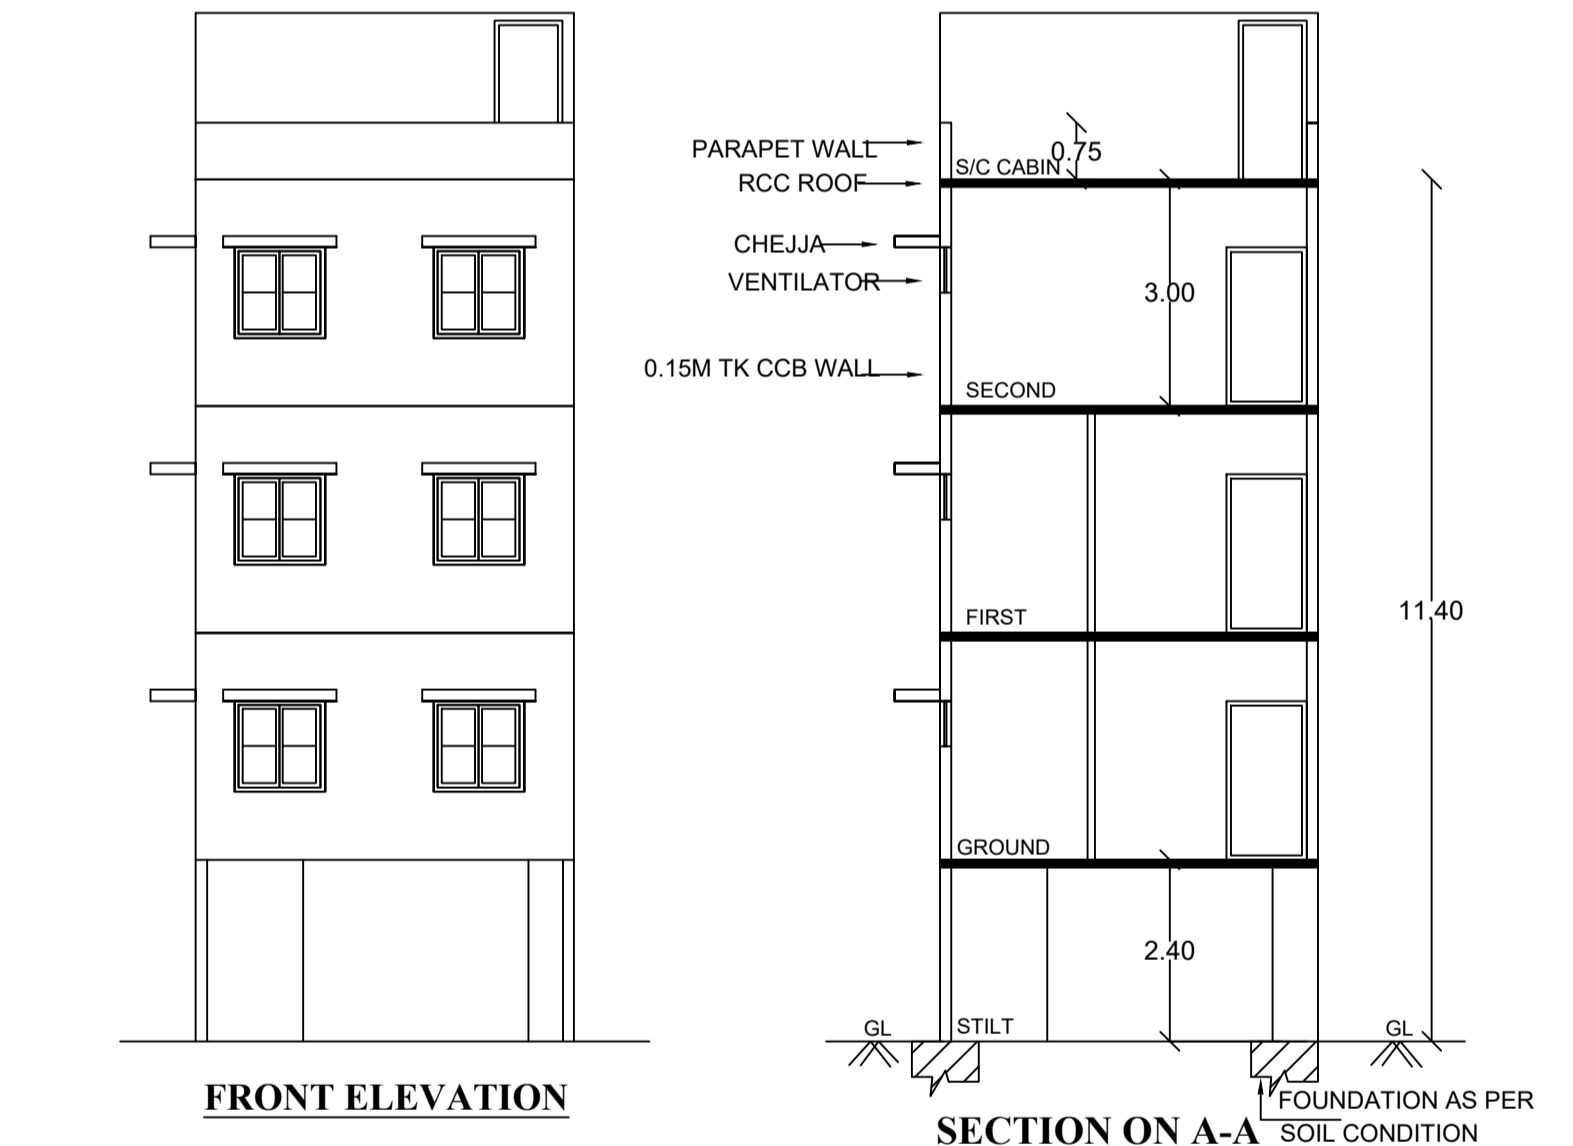 PARAPET WALL
0.75
S/C CABIN
RCC ROOF
CHEJJA
VENTILATOR
3.00
0.15M TK CCB WALL
SECOND
FIRST
11.40
GROUND
2.40
STILT
GL
GL
FRONT ELEVATION
FOUNDATION AS PER
SOIL CONDITION
SECTION ON A-A